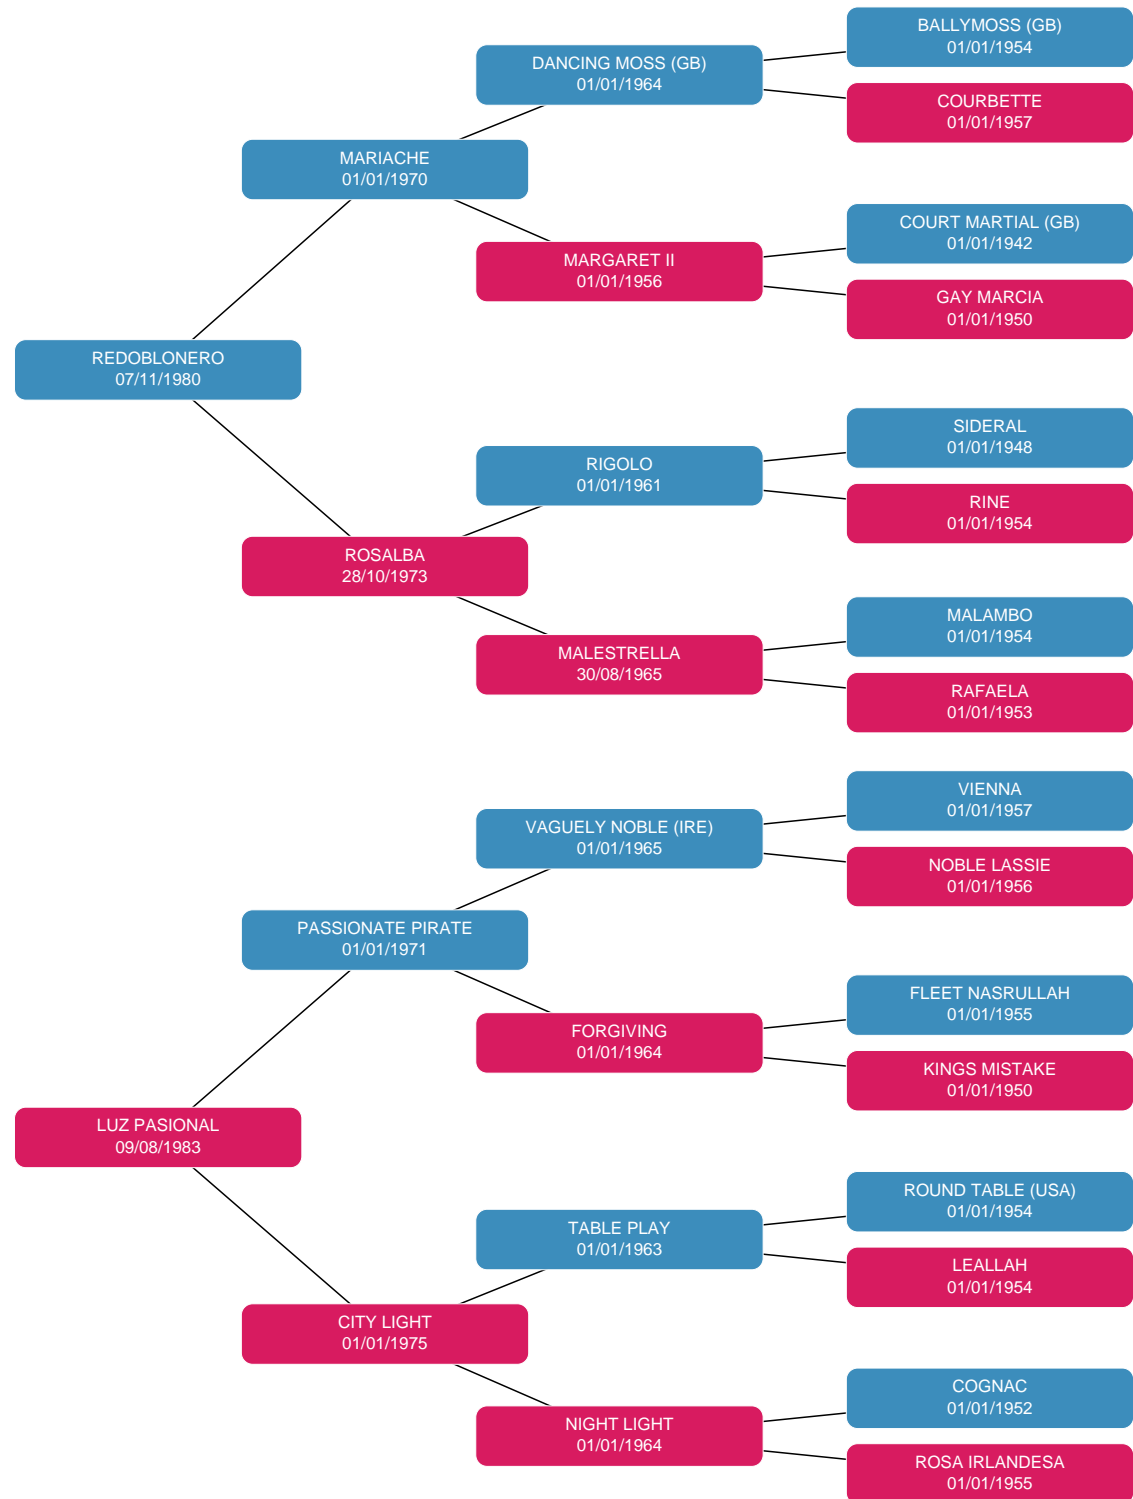 BALLYMOSS (GB)
01/01/1954
DANCING MOSS (GB)
01/01/1964
COURBETTE
01/01/1957
MARIACHE
01/01/1970
COURT MARTIAL (GB)
01/01/1942
MARGARET II
01/01/1956
GAY MARCIA
01/01/1950
REDOBLONERO
07/11/1980
SIDERAL
01/01/1948
RIGOLO
01/01/1961
RINE
01/01/1954
ROSALBA
28/10/1973
MALAMBO
01/01/1954
MALESTRELLA
30/08/1965
RAFAELA
01/01/1953
VIENNA
01/01/1957
VAGUELY NOBLE (IRE)
01/01/1965
NOBLE LASSIE
01/01/1956
PASSIONATE PIRATE
01/01/1971
FLEET NASRULLAH
01/01/1955
FORGIVING
01/01/1964
KINGS MISTAKE
01/01/1950
LUZ PASIONAL
09/08/1983
ROUND TABLE (USA)
01/01/1954
TABLE PLAY
01/01/1963
LEALLAH
01/01/1954
CITY LIGHT
01/01/1975
COGNAC
01/01/1952
NIGHT LIGHT
01/01/1964
ROSA IRLANDESA
01/01/1955